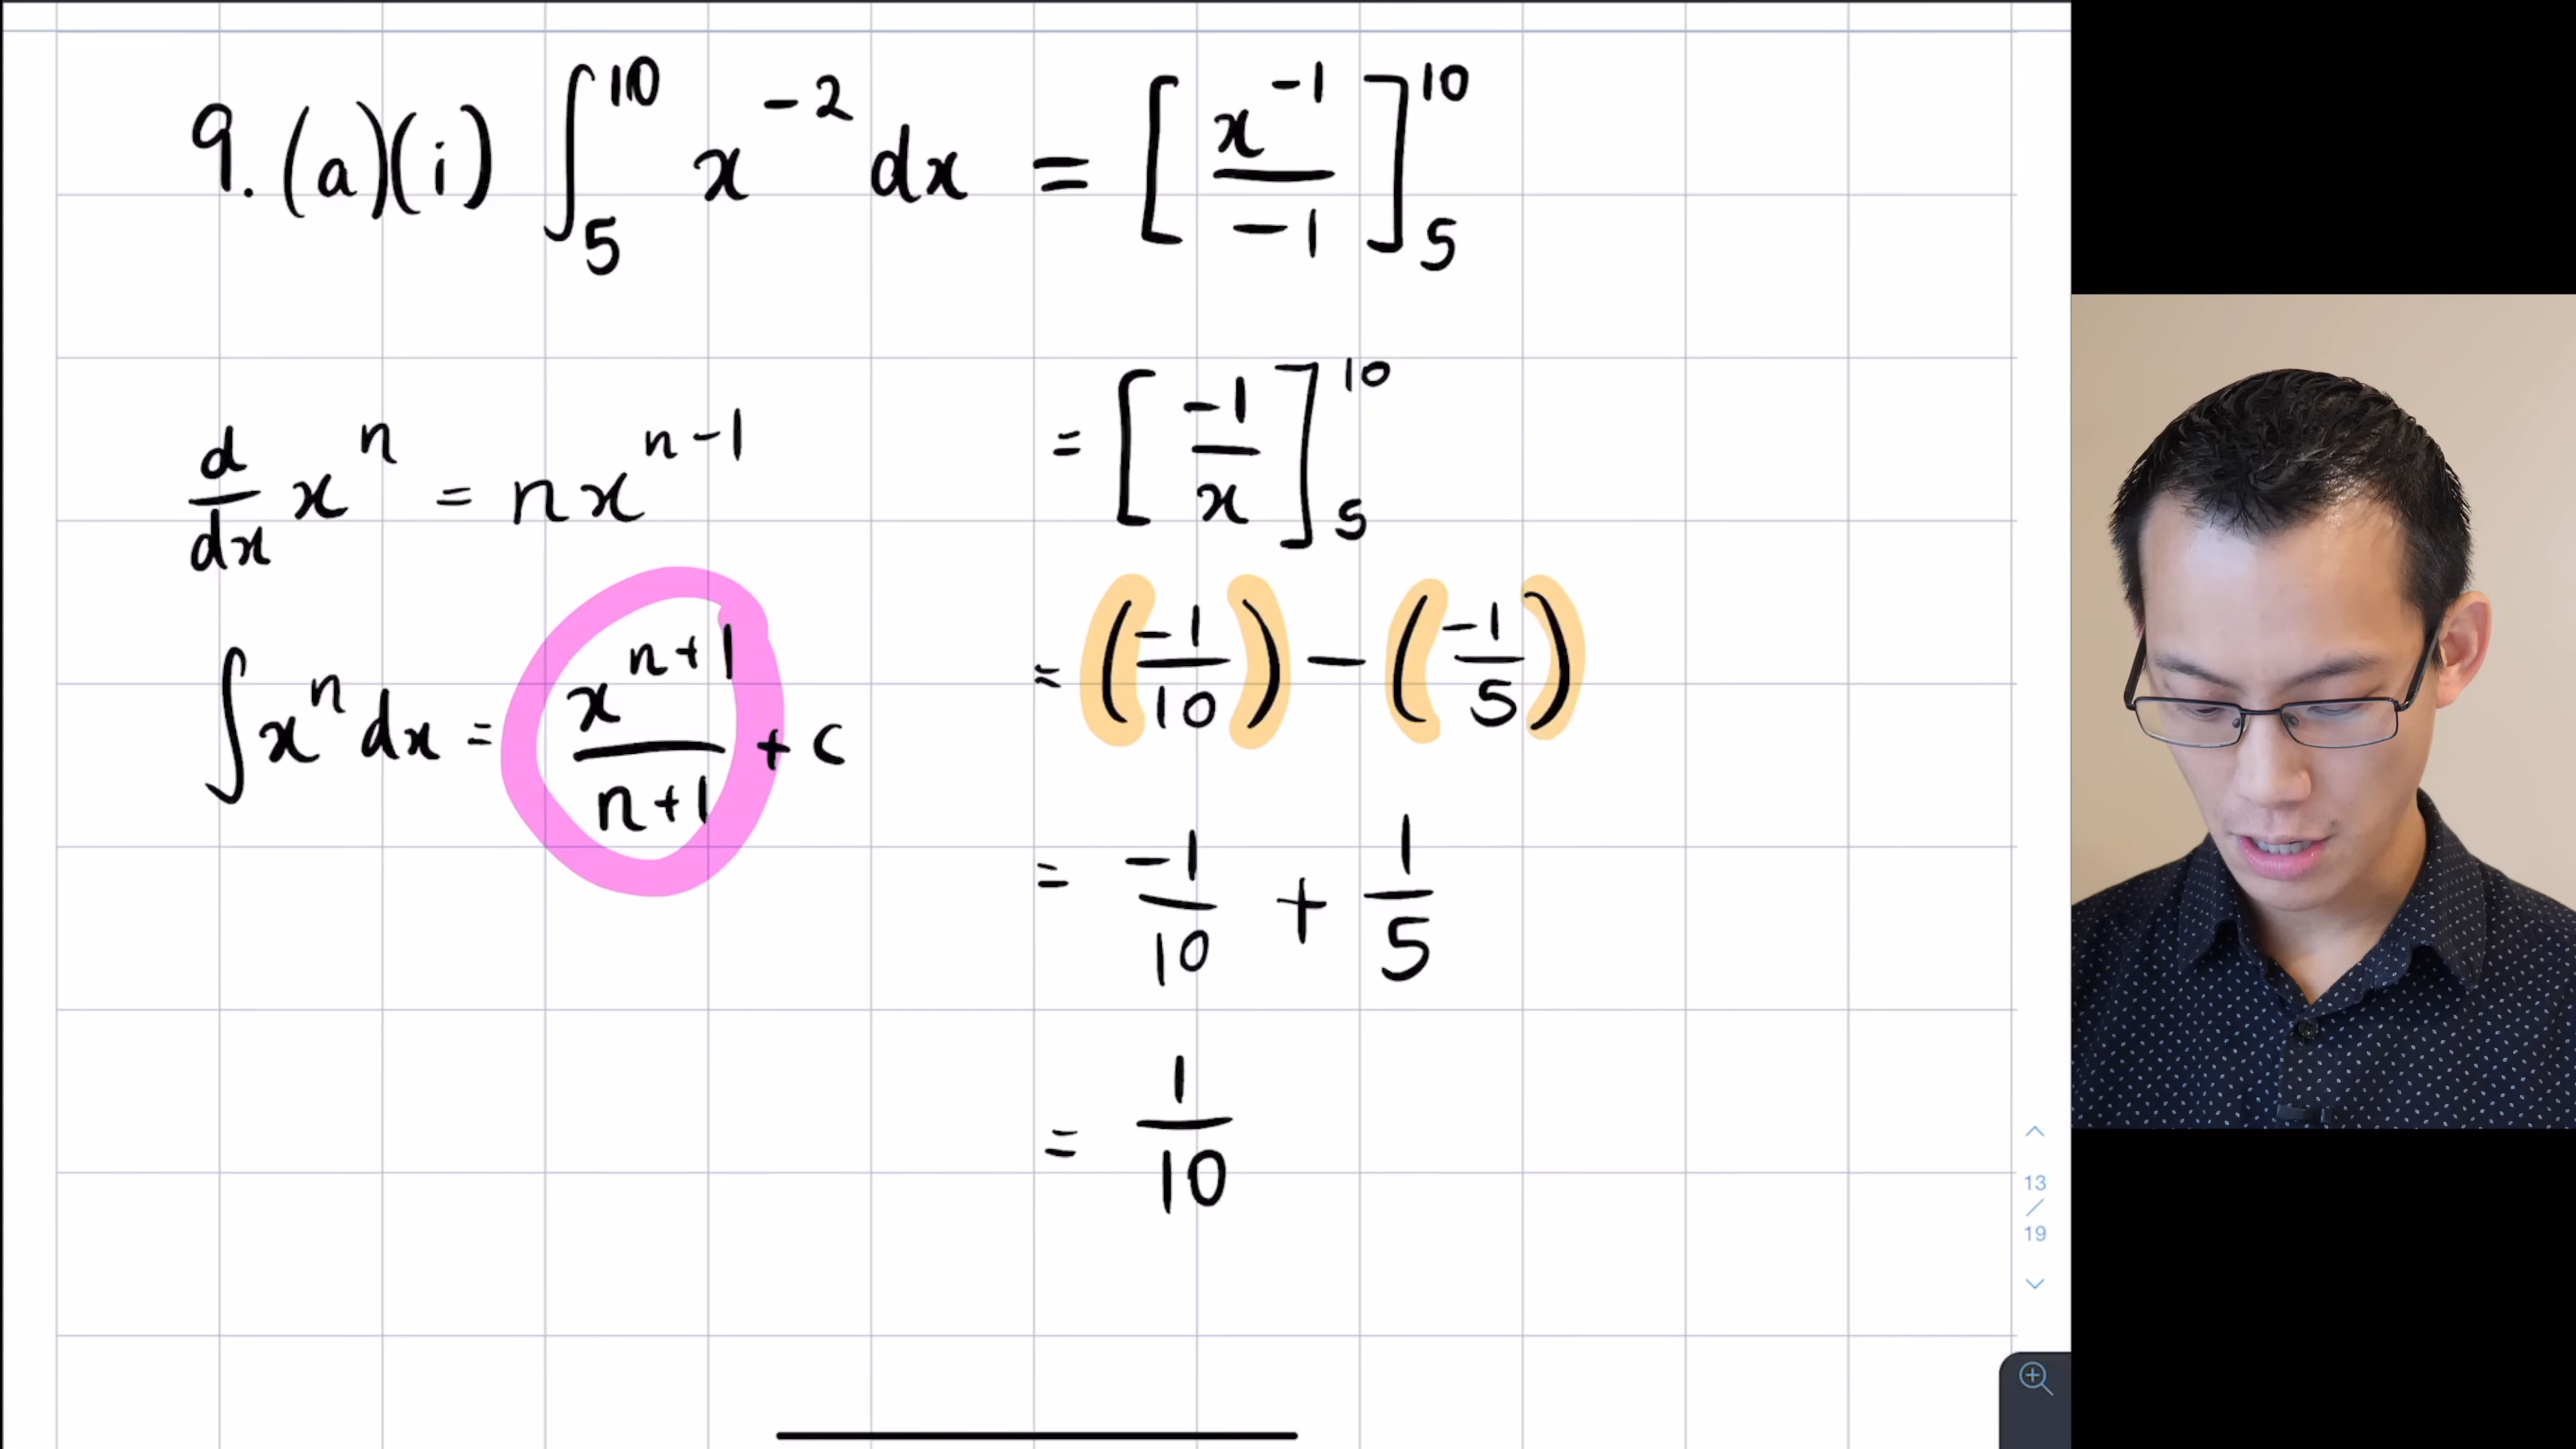 9. (a)(i) ∫₅¹⁰ x⁻² dx = [x⁻¹/-1]₅¹⁰
= [-1/x]₅¹⁰
d/dx xⁿ = nxⁿ⁻¹
= (-1/10) - (-1/5)
∫xⁿ dx = xⁿ⁺¹/n+1 + c
= -1/10 + 1/5
= 1/10
13
/
19